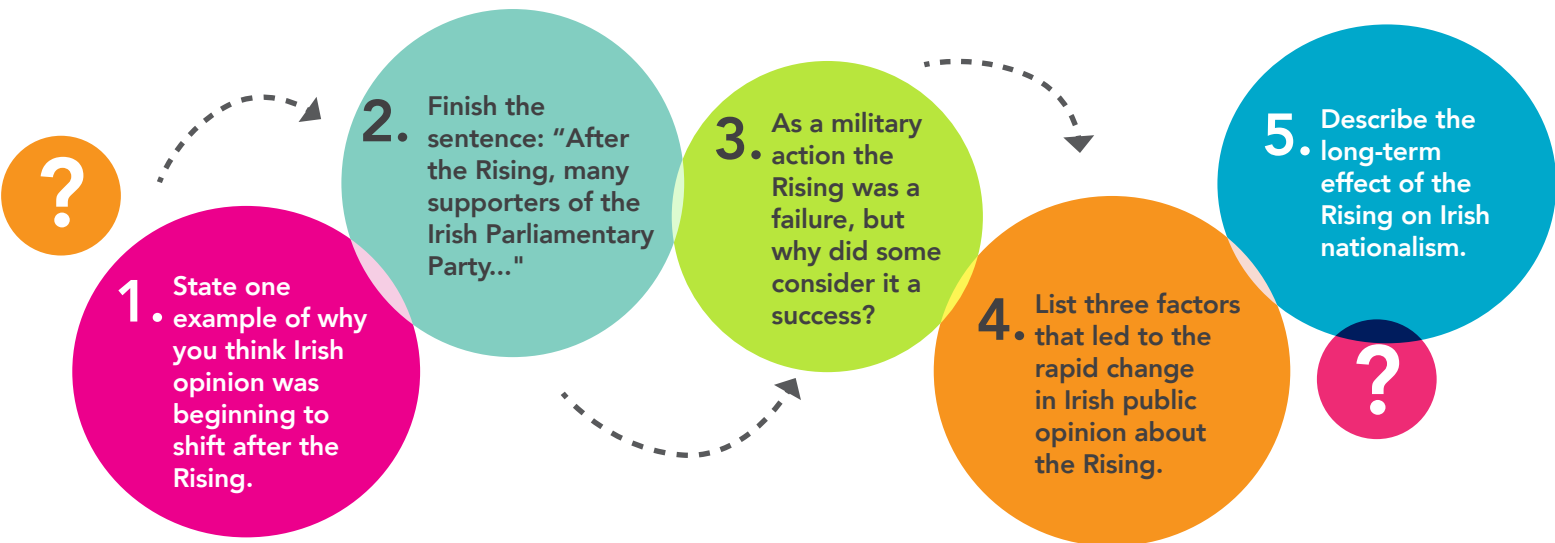 ?
1.
State one
example of why
you think Irish
opinion was
beginning to
shift after the
Rising.
2.
Finish the
sentence: “After
the Rising, many
supporters of the
Irish Parliamentary
Party..."
3.
As a military
action the
Rising was a
failure, but
why did some
consider it a
success?
4.
List three factors
that led to the
rapid change
in Irish public
opinion about
the Rising.
5.
Describe the
long-term
effect of the
Rising on Irish
nationalism.
?